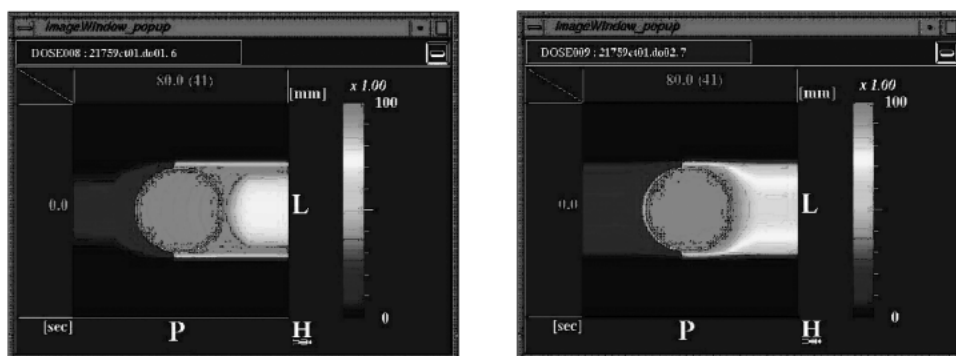 ImageWindow_popup
DOSE008 : 21759ct01.do01.6
80.0 (41)
[mm]
x 1.00
100
0.0
L
0
[sec]
P
H
ImageWindow_popup
DOSE009 : 21759ct01.do02.7
80.0 (41)
[mm]
x 1.00
100
0.0
L
0
[sec]
P
H